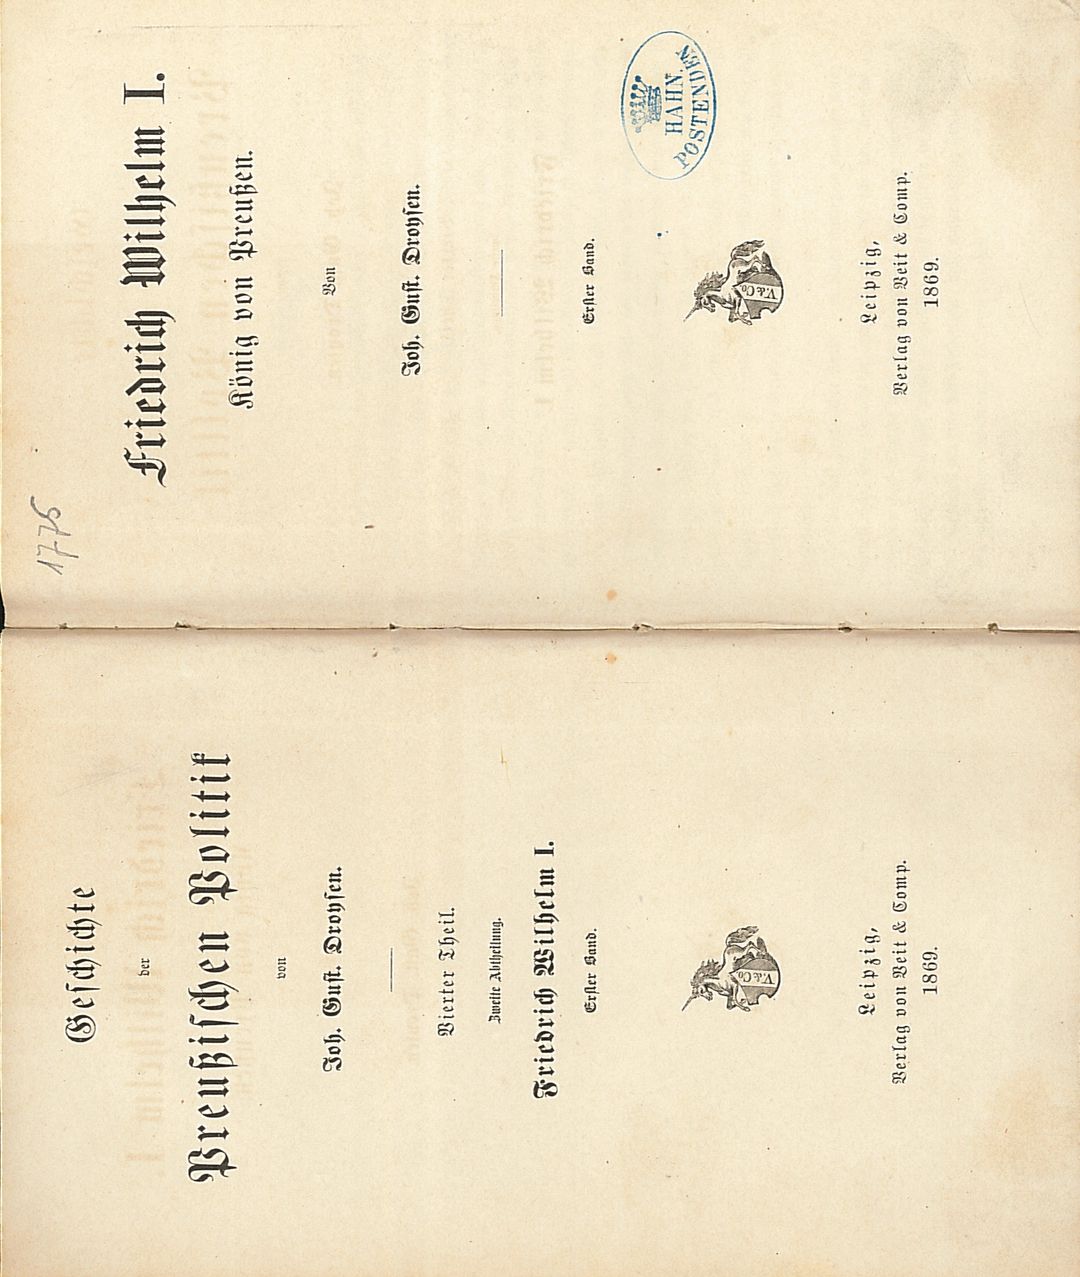 Geschichte
der
Preußischen Politik
von
Joh. Gust. Droysen.
Vierter Theil.
Zweite Abtheilung.
Friedrich Wilhelm I.
Erster Band.
V. & Co
Leipzig,
Verlag von Veit & Comp.
1869.
1776
Friedrich Wilhelm I.
König von Preußen.
Von
Joh. Gust. Droysen.
Erster Band.
HAHN.
POSTENDEN
V. & Co
Leipzig,
Verlag von Veit & Comp.
1869.